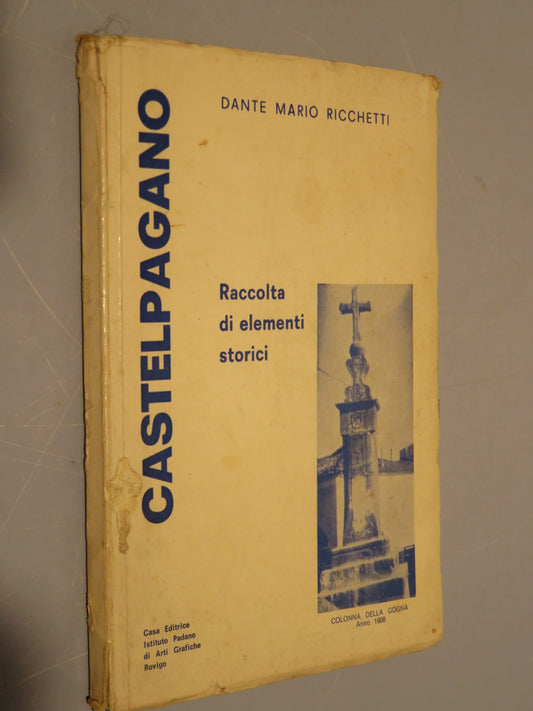 CASTELPAGANO
DANTE MARIO RICCHETTI
Raccolta
di elementi
storici
COLONNA DELLA GOGNA
Anno 1908
Casa Editrice
Istituto Padano
di Arti Grafiche
Rovigo